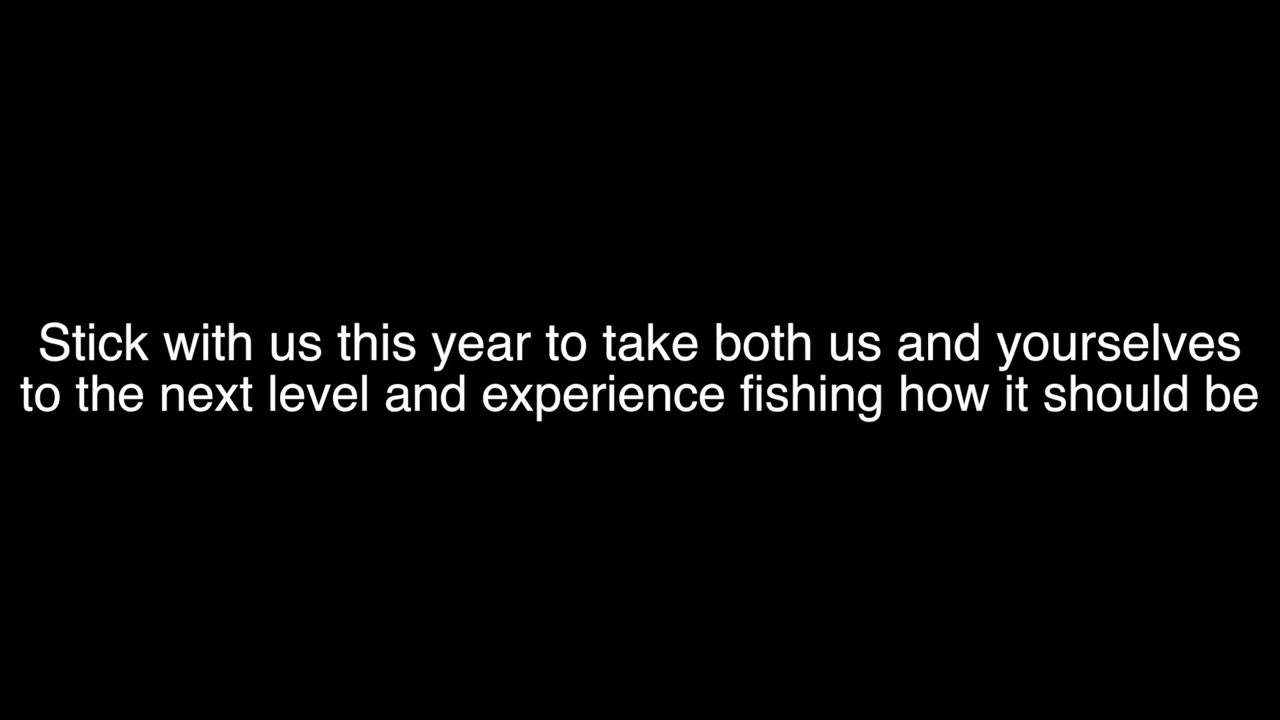 Stick with us this year to take both us and yourselves
to the next level and experience fishing how it should be